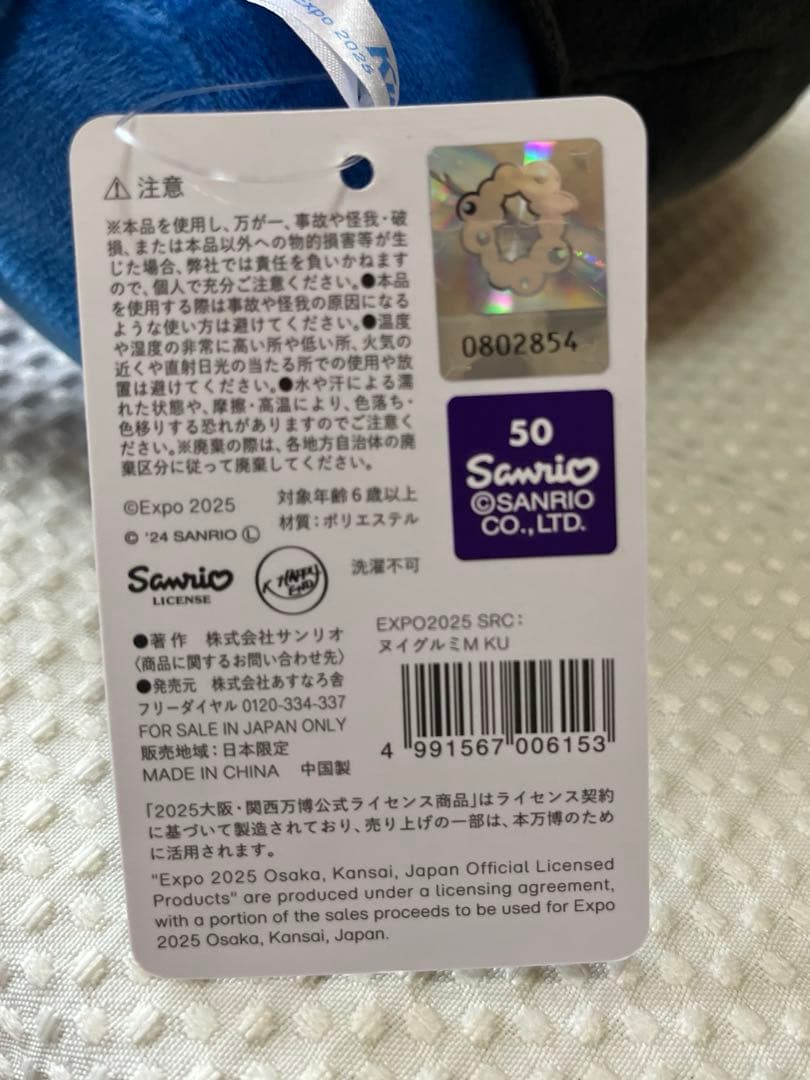 Expo 2025
⚠ 注意
※本品を使用し、万が一、事故や怪我・破
損、または本品以外への物的損害等が生
じた場合、弊社では責任を負いかねます
ので、個人で充分ご注意ください。●本品
を使用する際は事故や怪我の原因になる
ような使い方は避けてください。●温度
や湿度の非常に高い所や低い所、火気の
近くや直射日光の当たる所での使用や放
置は避けてください。●水や汗による濡
れた状態や、摩擦・高温により、色落ち・
色移りする恐れがありますのでご注意く
ださい。※廃棄の際は、各地方自治体の廃
棄区分に従って廃棄してください。
0802854
50
Sanrio
©SANRIO
CO., LTD.
©Expo 2025
対象年齢6歳以上
© '24 SANRIO Ⓛ
材質：ポリエステル
Sanrio
LICENSE
洗濯不可
●著作 株式会社サンリオ
〈商品に関するお問い合わせ先〉
●発売元 株式会社あすなろ舎
フリーダイヤル 0120-334-337
FOR SALE IN JAPAN ONLY
販売地域：日本限定
MADE IN CHINA 中国製
EXPO2025 SRC：
ヌイグルミM KU
4 991567 006153
「2025大阪・関西万博公式ライセンス商品」はライセンス契約
に基づいて製造されており、売り上げの一部は、本万博のため
に活用されます。
"Expo 2025 Osaka, Kansai, Japan Official Licensed
Products" are produced under a licensing agreement,
with a portion of the sales proceeds to be used for Expo
2025 Osaka, Kansai, Japan.